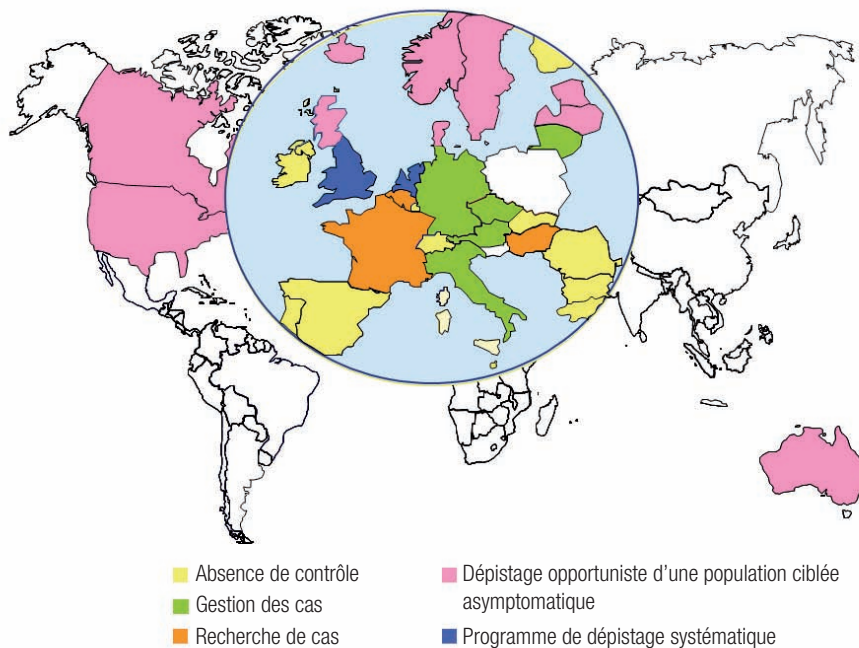 Absence de contrôle
Gestion des cas
Recherche de cas
Dépistage opportuniste d'une population ciblée
asymptomatique
Programme de dépistage systématique